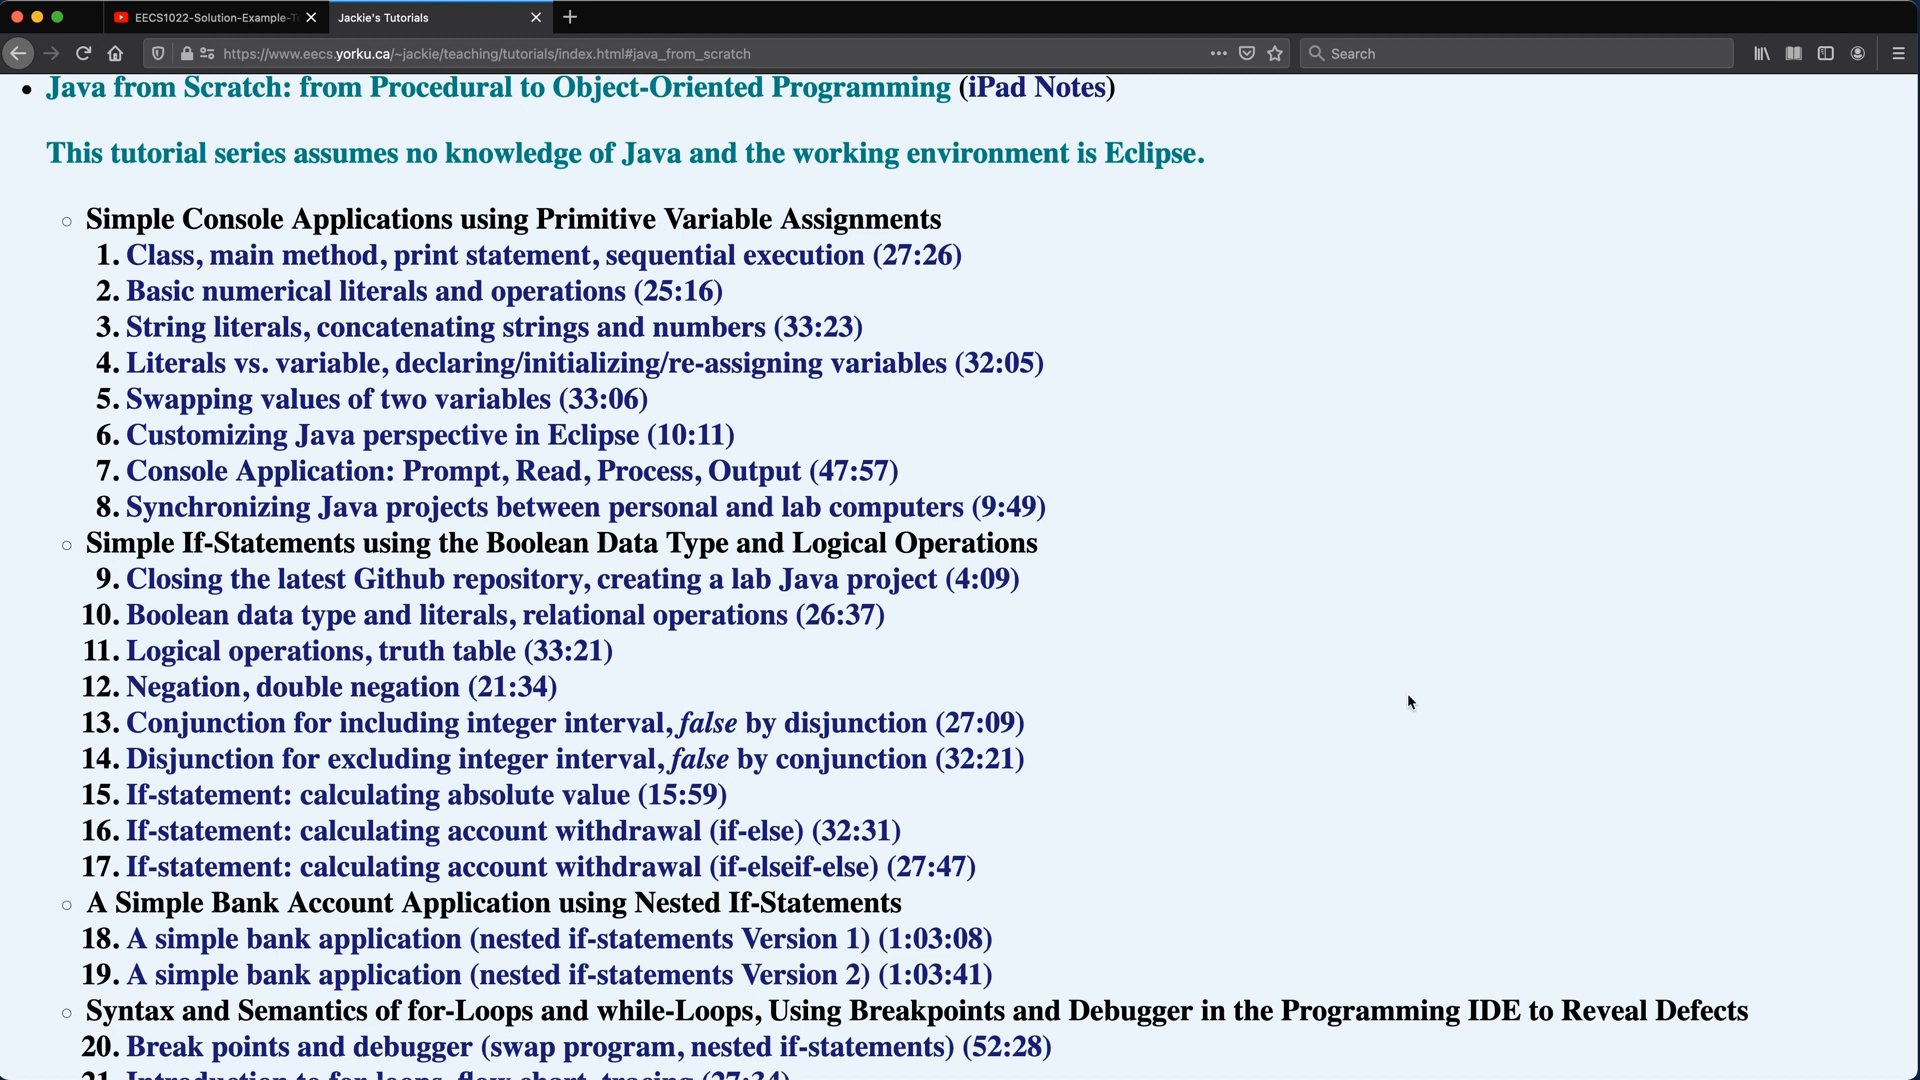 EECS1022-Solution-Example-T
Jackie's Tutorials
https://www.eecs.yorku.ca/~jackie/teaching/tutorials/index.html#java_from_scratch
Search
• Java from Scratch: from Procedural to Object-Oriented Programming (iPad Notes)
This tutorial series assumes no knowledge of Java and the working environment is Eclipse.
Simple Console Applications using Primitive Variable Assignments
1. Class, main method, print statement, sequential execution (27:26)
2. Basic numerical literals and operations (25:16)
3. String literals, concatenating strings and numbers (33:23)
4. Literals vs. variable, declaring/initializing/re-assigning variables (32:05)
5. Swapping values of two variables (33:06)
6. Customizing Java perspective in Eclipse (10:11)
7. Console Application: Prompt, Read, Process, Output (47:57)
8. Synchronizing Java projects between personal and lab computers (9:49)
Simple If-Statements using the Boolean Data Type and Logical Operations
9. Closing the latest Github repository, creating a lab Java project (4:09)
10. Boolean data type and literals, relational operations (26:37)
11. Logical operations, truth table (33:21)
12. Negation, double negation (21:34)
13. Conjunction for including integer interval, false by disjunction (27:09)
14. Disjunction for excluding integer interval, false by conjunction (32:21)
15. If-statement: calculating absolute value (15:59)
16. If-statement: calculating account withdrawal (if-else) (32:31)
17. If-statement: calculating account withdrawal (if-elseif-else) (27:47)
A Simple Bank Account Application using Nested If-Statements
18. A simple bank application (nested if-statements Version 1) (1:03:08)
19. A simple bank application (nested if-statements Version 2) (1:03:41)
Syntax and Semantics of for-Loops and while-Loops, Using Breakpoints and Debugger in the Programming IDE to Reveal Defects
20. Break points and debugger (swap program, nested if-statements) (52:28)
21. Introduction to for loops, flow chart, tracing (27:34)